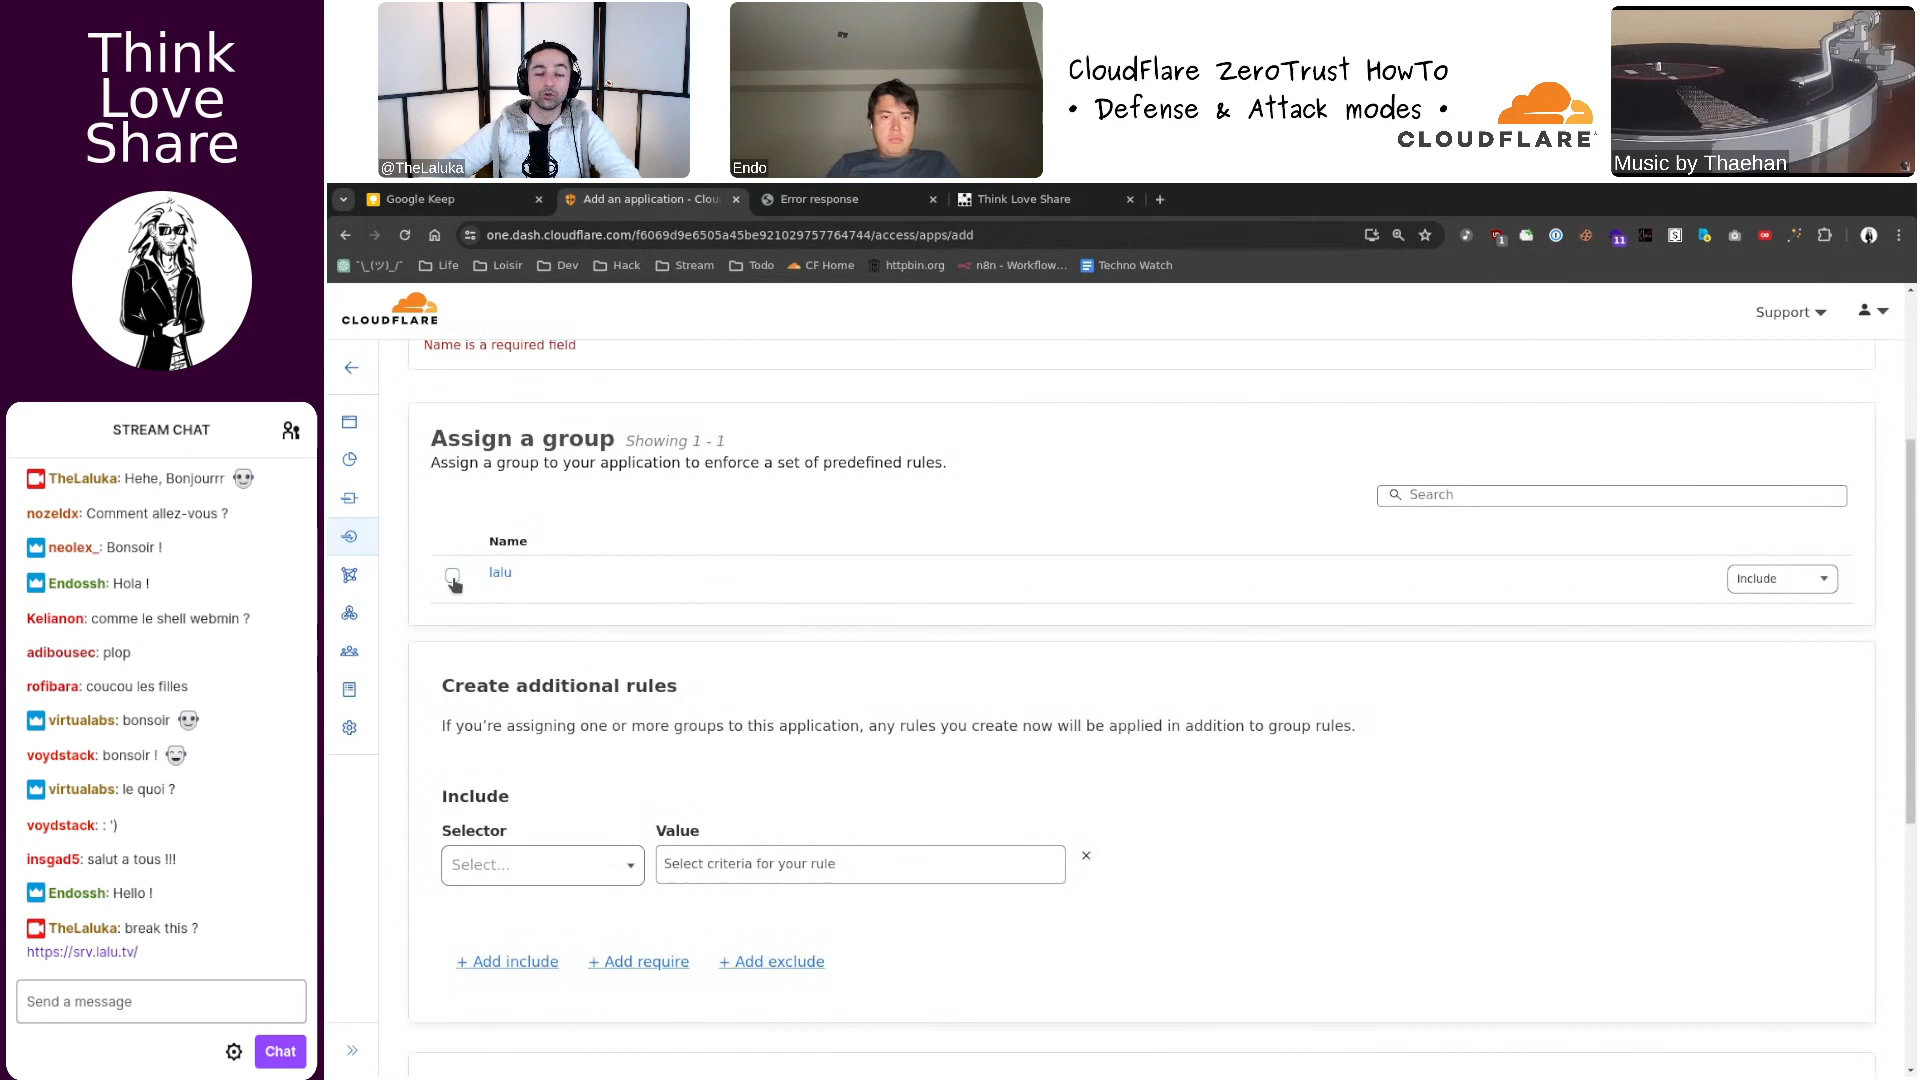 Think
Love
Share
@TheLaluka
Endo
CloudFlare ZeroTrust HowTo
• Defense & Attack modes •
CLOUDFLARE
Music by Thaehan
Google Keep
Add an application - Clou
Error response
Think Love Share
one.dash.cloudflare.com/f6069d9e6505a45be921029757764744/access/apps/add
1
11
¯\_(ツ)_/¯
Life
Loisir
Dev
Hack
Stream
Todo
CF Home
httpbin.org
n8n - Workflow...
Techno Watch
CLOUDFLARE
Support
Name is a required field
Assign a group
Showing 1 - 1
Assign a group to your application to enforce a set of predefined rules.
Search
Name
lalu
Include
Create additional rules
If you’re assigning one or more groups to this application, any rules you create now will be applied in addition to group rules.
Include
Selector
Value
Select...
Select criteria for your rule
+ Add include
+ Add require
+ Add exclude
STREAM CHAT
TheLaluka: Hehe, Bonjourrr
nozeldx: Comment allez-vous ?
neolex_: Bonsoir !
Endossh: Hola !
Kelianon: comme le shell webmin ?
adibousec: plop
rofibara: coucou les filles
virtualabs: bonsoir
voydstack: bonsoir !
virtualabs: le quoi ?
voydstack: : ')
insgad5: salut a tous !!!
Endossh: Hello !
TheLaluka: break this ?
https://srv.lalu.tv/
Send a message
Chat